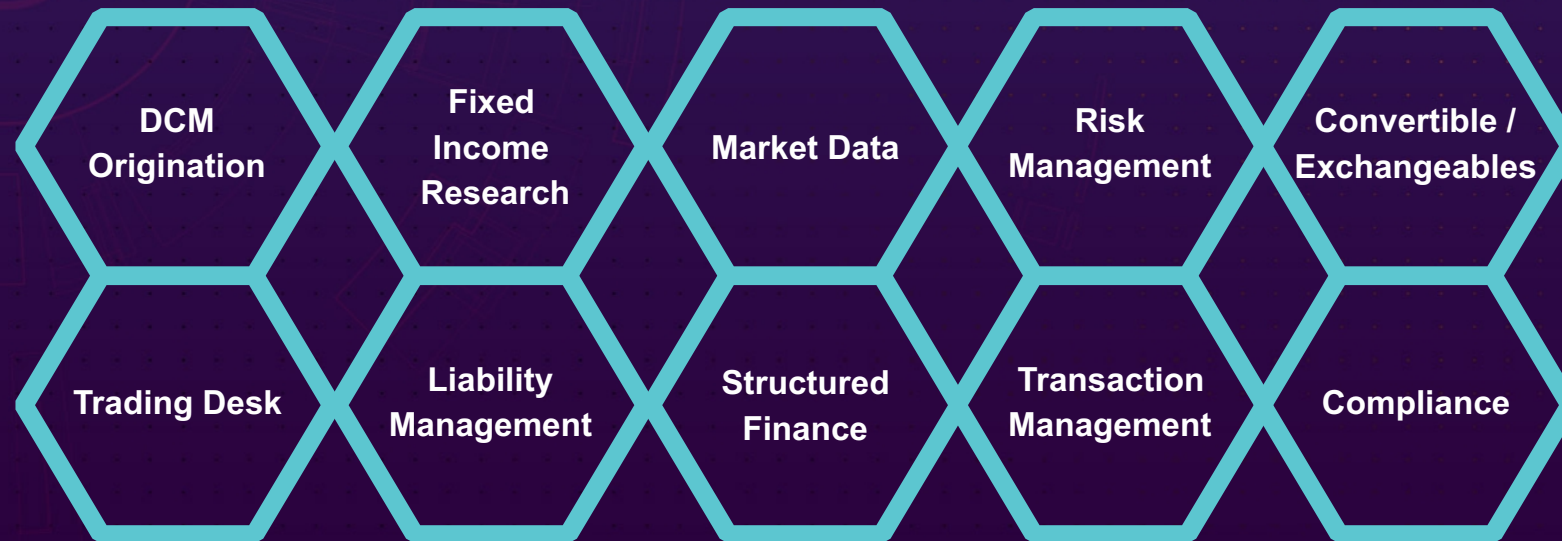 DCM
Origination
Fixed
Income
Research
Market Data
Risk
Management
Convertible /
Exchangeables
Trading Desk
Liability
Management
Structured
Finance
Transaction
Management
Compliance